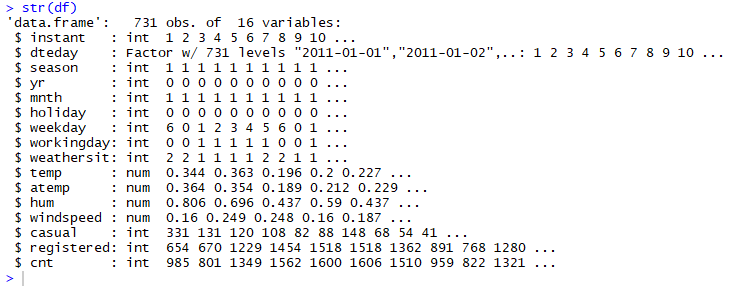 > str(df)
'data.frame':   731 obs. of  16 variables:
 $ instant   : int  1 2 3 4 5 6 7 8 9 10 ...
 $ dteday    : Factor w/ 731 levels "2011-01-01","2011-01-02",..: 1 2 3 4 5 6 7 8 9 10 ...
 $ season    : int  1 1 1 1 1 1 1 1 1 1 ...
 $ yr        : int  0 0 0 0 0 0 0 0 0 0 ...
 $ mnth      : int  1 1 1 1 1 1 1 1 1 1 ...
 $ holiday   : int  0 0 0 0 0 0 0 0 0 0 ...
 $ weekday   : int  6 0 1 2 3 4 5 6 0 1 ...
 $ workingday: int  0 0 1 1 1 1 1 0 0 1 ...
 $ weathersit: int  2 2 1 1 1 1 2 2 1 1 ...
 $ temp      : num  0.344 0.363 0.196 0.2 0.227 ...
 $ atemp     : num  0.364 0.354 0.189 0.212 0.229 ...
 $ hum       : num  0.806 0.696 0.437 0.59 0.437 ...
 $ windspeed : num  0.16 0.249 0.248 0.16 0.187 ...
 $ casual    : int  331 131 120 108 82 88 148 68 54 41 ...
 $ registered: int  654 670 1229 1454 1518 1518 1362 891 768 1280 ...
 $ cnt       : int  985 801 1349 1562 1600 1606 1510 959 822 1321 ...
>